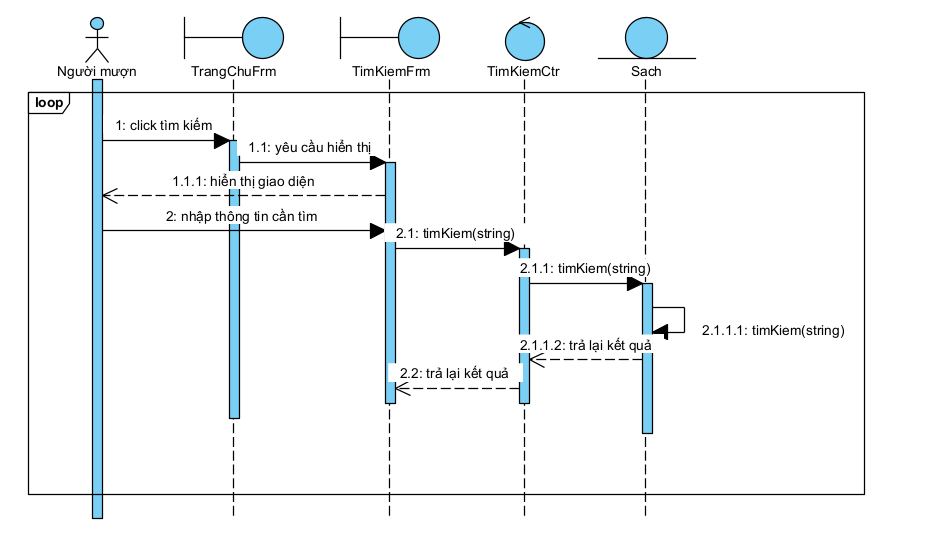 Người mượn
TrangChuFrm
TimKiemFrm
TimKiemCtr
Sach
loop
1: click tìm kiếm
1.1: yêu cầu hiển thị
1.1.1: hiển thị giao diện
2: nhập thông tin cần tìm
2.1: timKiem(string)
2.1.1: timKiem(string)
2.1.1.1: timKiem(string)
2.1.1.2: trả lại kết quả
2.2: trả lại kết quả